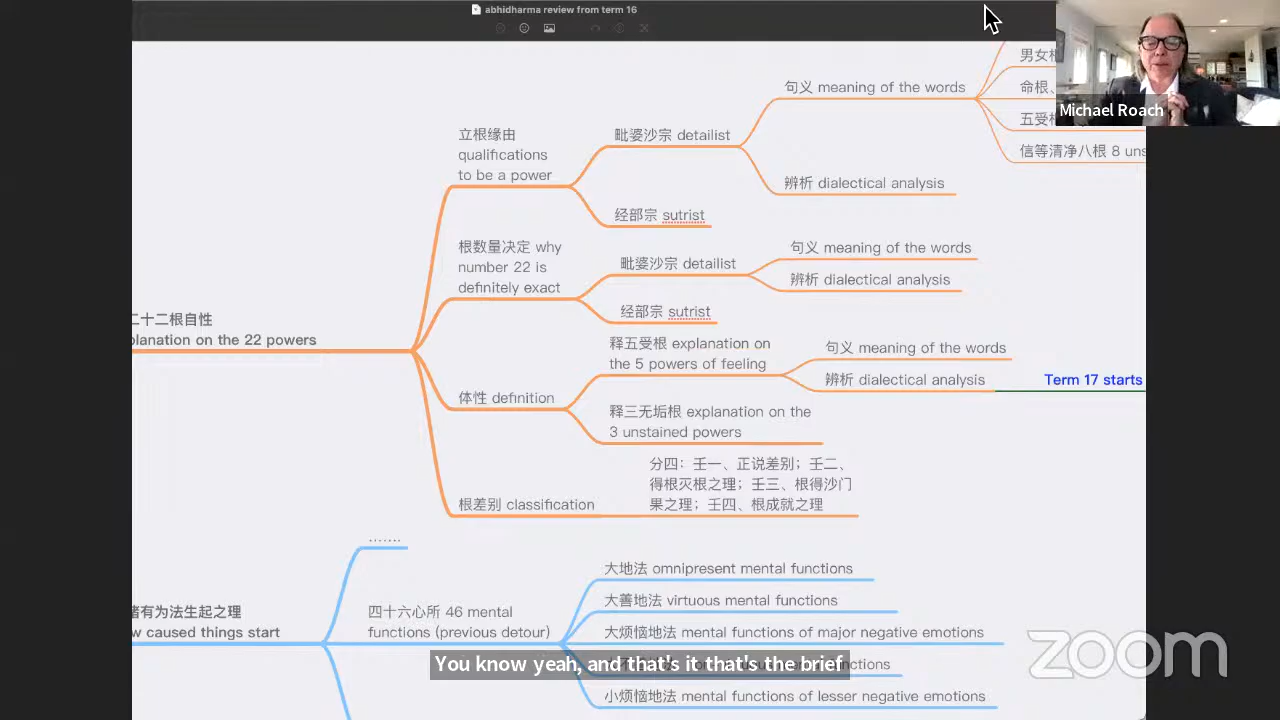 abhidharma review from term 16
Michael Roach
句义 meaning of the words
男女根
命根、
五受根
信等清净八根 8 uns
立根缘由
qualifications
to be a power
毗婆沙宗 detailist
辨析 dialectical analysis
经部宗 sutrist
根数量决定 why
number 22 is
definitely exact
毗婆沙宗 detailist
句义 meaning of the words
辨析 dialectical analysis
经部宗 sutrist
二十二根自性
planation on the 22 powers
释五受根 explanation on
the 5 powers of feeling
句义 meaning of the words
辨析 dialectical analysis
Term 17 starts
体性 definition
释三无垢根 explanation on the
3 unstained powers
根差别 classification
分四：壬一、正说差别；壬二、
得根灭根之理；壬三、根得沙门
果之理；壬四、根成就之理
.......
诸有为法生起之理
w caused things start
四十六心所 46 mental
functions (previous detour)
大地法 omnipresent mental functions
大善地法 virtuous mental functions
大烦恼地法 mental functions of major negative emotions
nctions
小烦恼地法 mental functions of lesser negative emotions
You know yeah, and that's it that's the brief
zoom